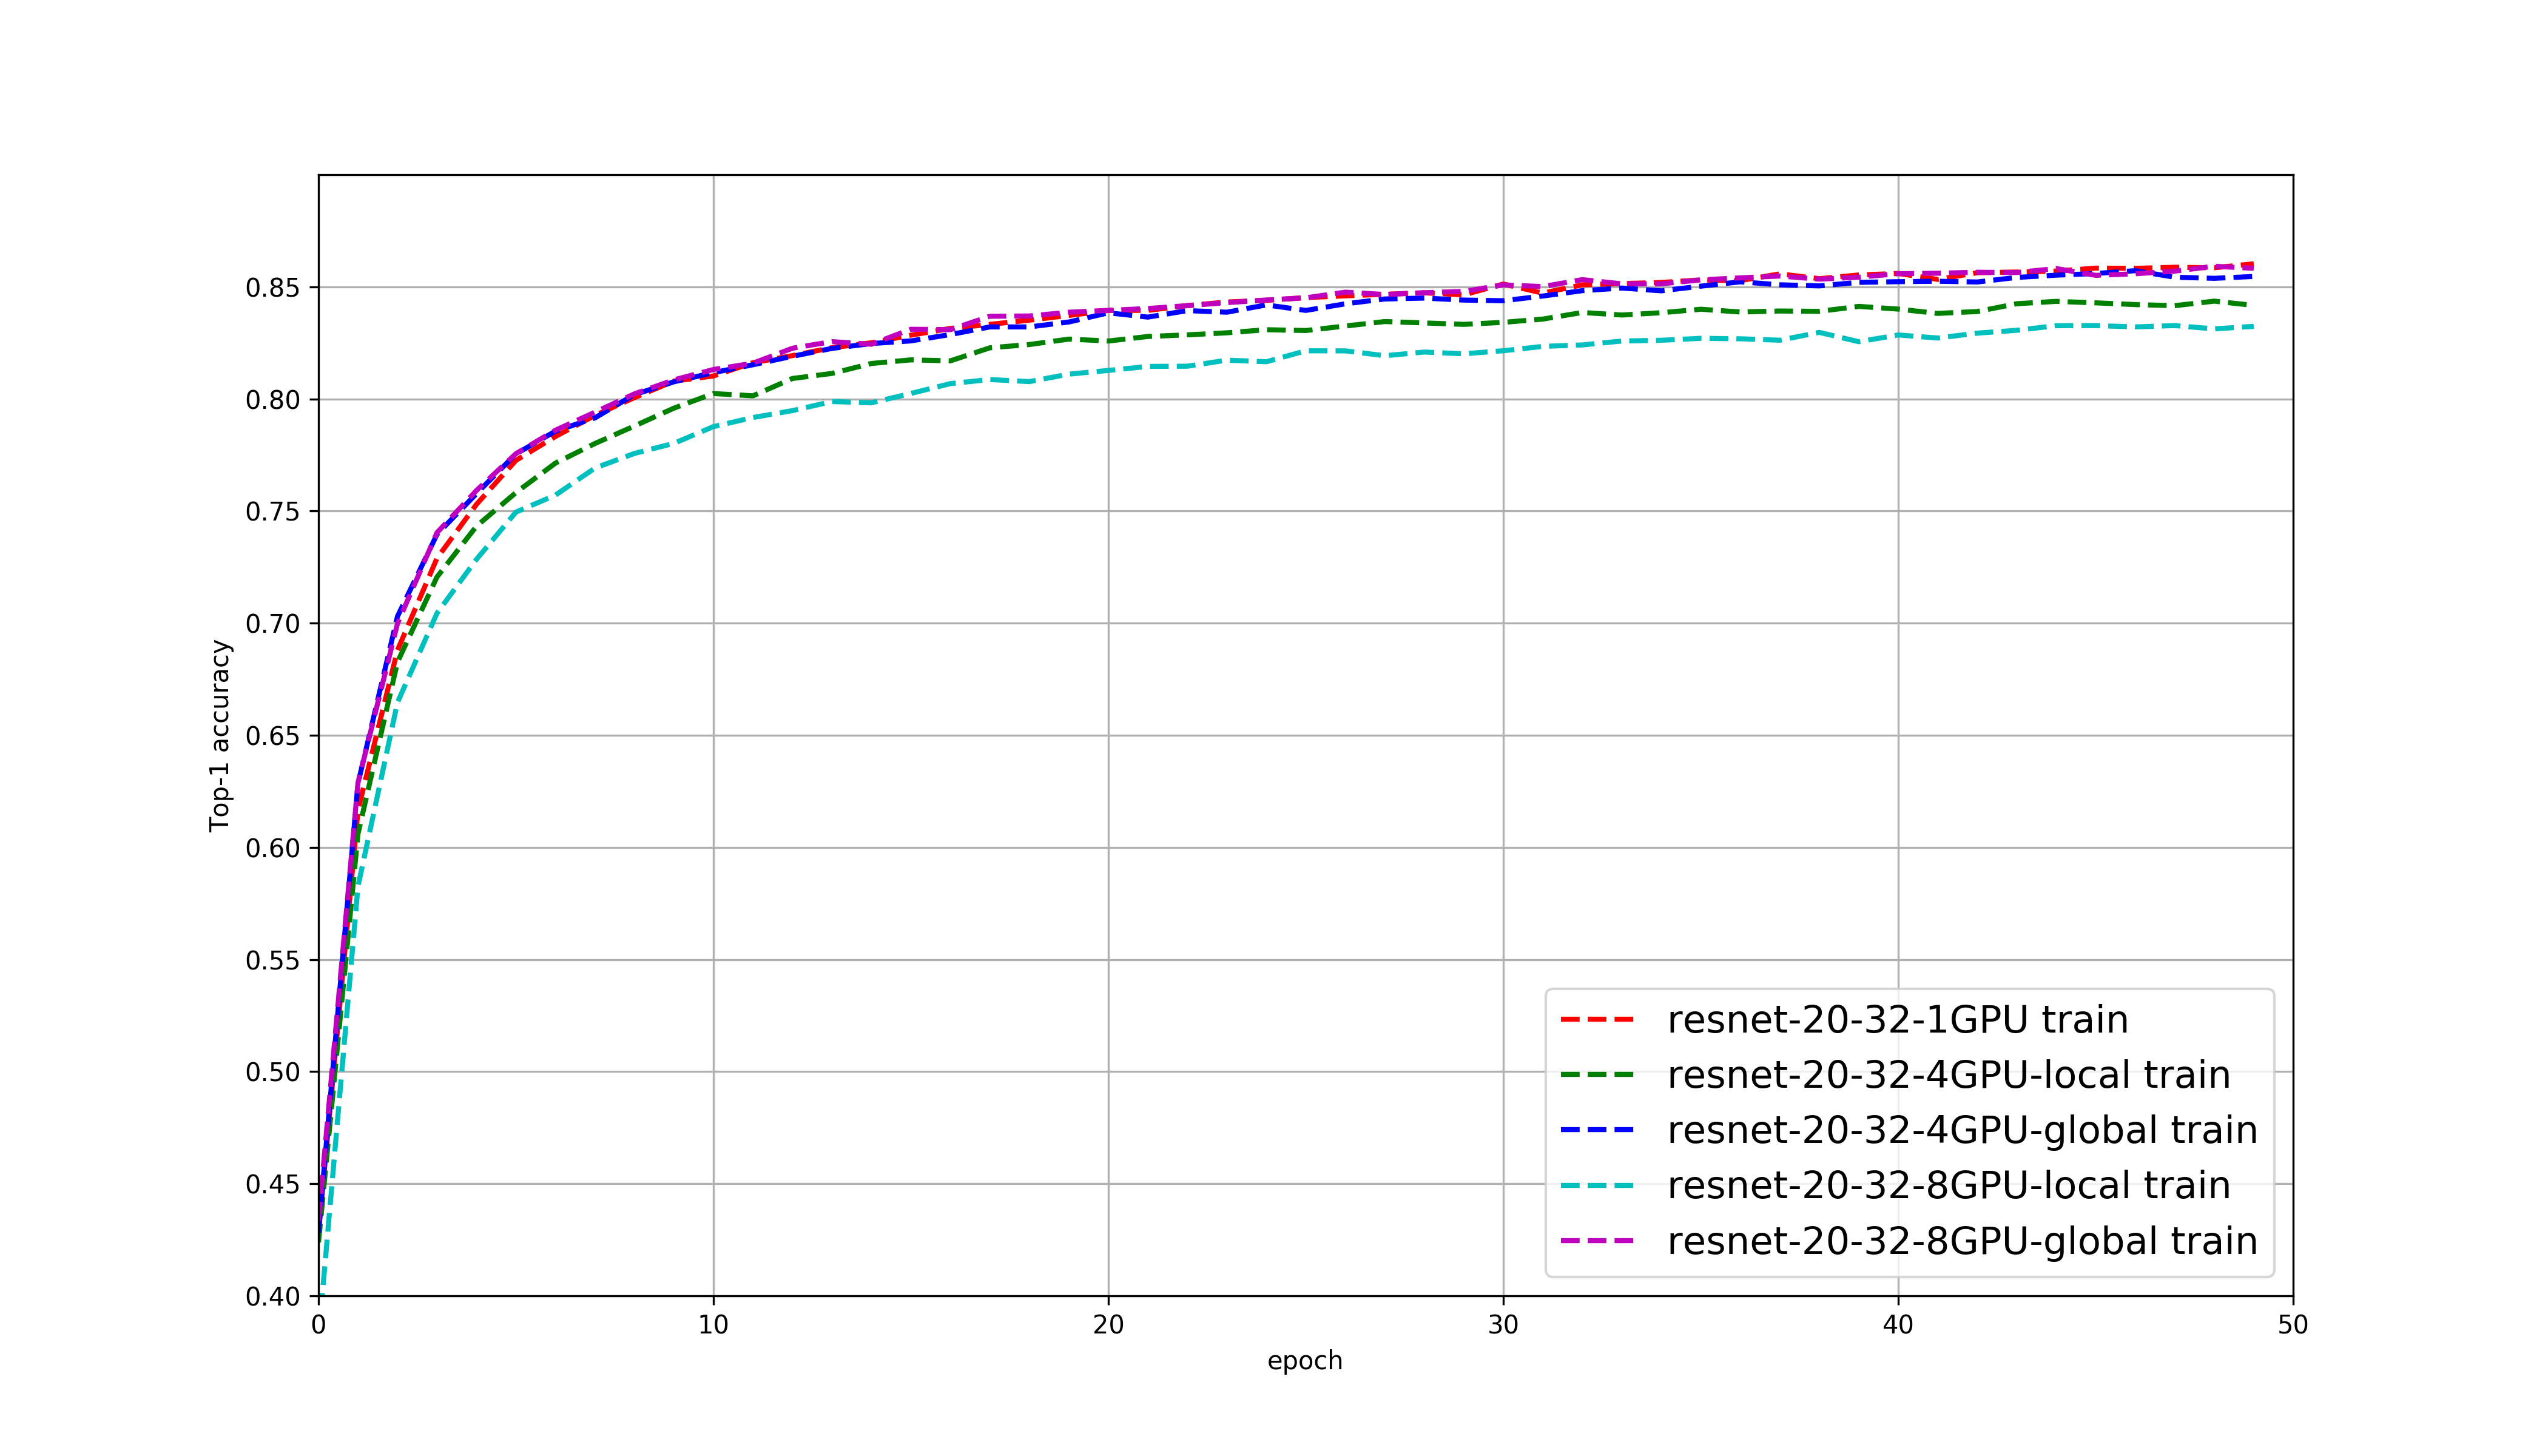 0.85
0.80
0.75
0.70
0.65
0.60
0.55
0.50
0.45
0.40
Top-1 accuracy
resnet-20-32-1GPU train
resnet-20-32-4GPU-local train
resnet-20-32-4GPU-global train
resnet-20-32-8GPU-local train
resnet-20-32-8GPU-global train
0 10 20 30 40 50
epoch